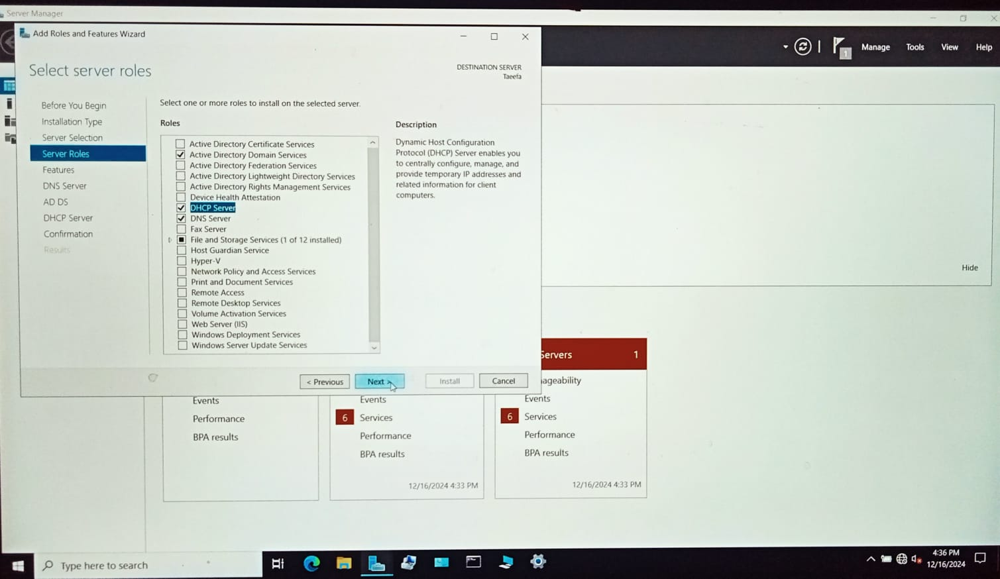 Server Manager
Add Roles and Features Wizard
Manage
Tools
View
Help
1
Select server roles
DESTINATION SERVER
Taeefa
Before You Begin
Installation Type
Server Selection
Server Roles
Features
DNS Server
AD DS
DHCP Server
Confirmation
Results
Select one or more roles to install on the selected server.
Roles
Active Directory Certificate Services
Active Directory Domain Services
Active Directory Federation Services
Active Directory Lightweight Directory Services
Active Directory Rights Management Services
Device Health Attestation
DHCP Server
DNS Server
Fax Server
File and Storage Services (1 of 12 installed)
Host Guardian Service
Hyper-V
Network Policy and Access Services
Print and Document Services
Remote Access
Remote Desktop Services
Volume Activation Services
Web Server (IIS)
Windows Deployment Services
Windows Server Update Services
Description
Dynamic Host Configuration
Protocol (DHCP) Server enables you
to centrally configure, manage, and
provide temporary IP addresses and
related information for client
computers.
< Previous
Next >
Install
Cancel
Hide
Servers 1
ageability
Events
Performance
BPA results
Events
6 Services
Performance
BPA results
12/16/2024 4:33 PM
Events
6 Services
Performance
BPA results
12/16/2024 4:33 PM
Type here to search
4:36 PM
12/16/2024